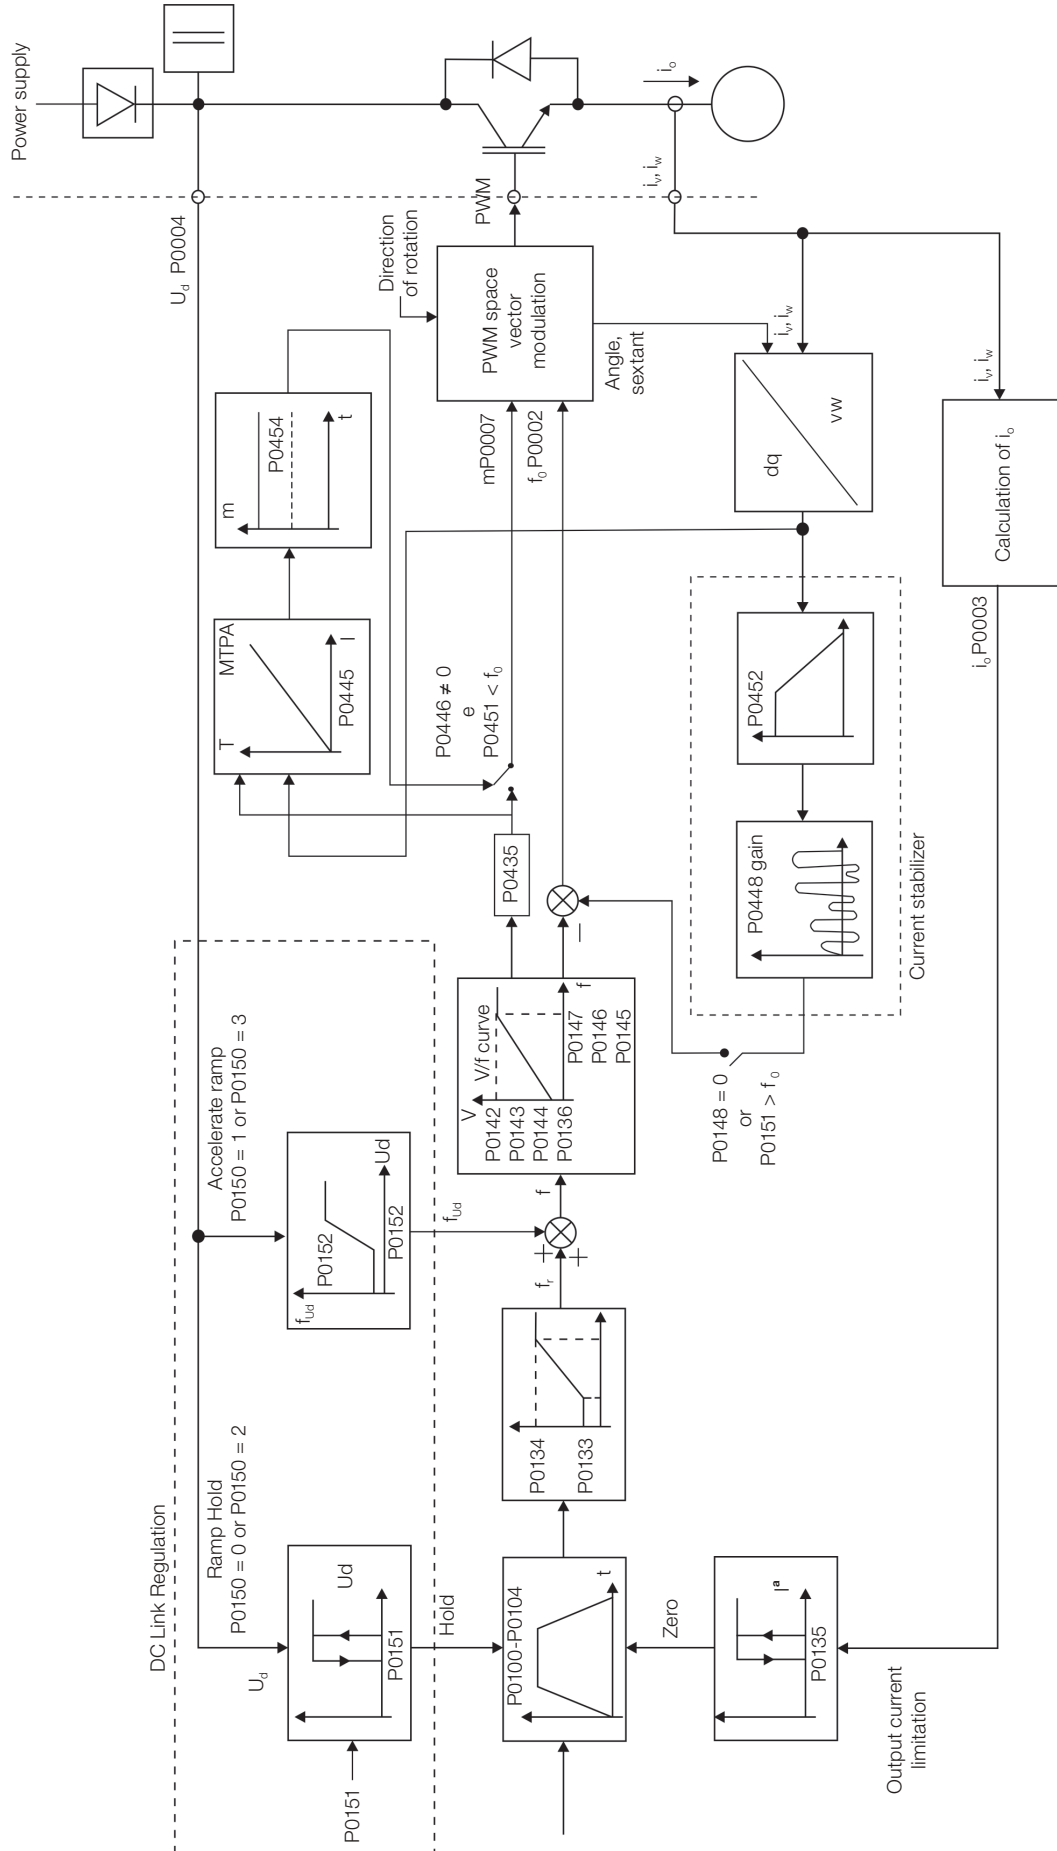 Power supply
DC Link Regulation
Ramp Hold
P0150 = 0 or P0150 = 2
Accelerate ramp
P0150 = 1 or P0150 = 3
Ud P0004
Ud
P0151
Ud
P0151
Hold
fUd
P0152
Ud
P0152
fUd
T
MTPA
I
P0445
m
P0454
t
P0446 ≠ 0
e
P0451 < f0
Direction
of rotation
PWM
io
iv, iw
P0100-P0104
t
P0134
P0133
fr
+
+
f
V
V/f curve
P0142
P0143
P0144
P0136
f
P0147
P0146
P0145
P0435
−
mP0007
f0 P0002
PWM space
vector
modulation
Angle,
sextant
iv, iw
dq
vw
Zero
P0135
Iª
Output current
limitation
P0148 = 0
or
P0151 > f0
P0448 gain
P0452
Current stabilizer
io P0003
Calculation of io
iv, iw